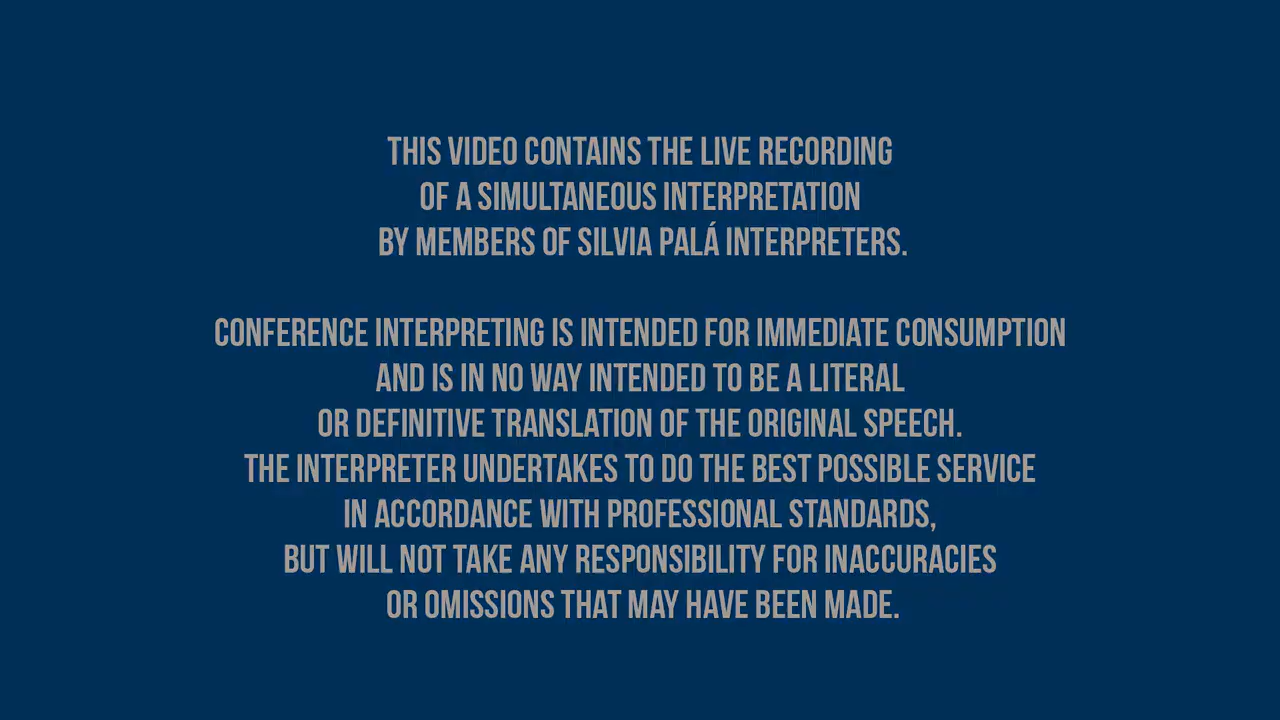 THIS VIDEO CONTAINS THE LIVE RECORDING
OF A SIMULTANEOUS INTERPRETATION
BY MEMBERS OF SILVIA PALÁ INTERPRETERS.
CONFERENCE INTERPRETING IS INTENDED FOR IMMEDIATE CONSUMPTION
AND IS IN NO WAY INTENDED TO BE A LITERAL
OR DEFINITIVE TRANSLATION OF THE ORIGINAL SPEECH.
THE INTERPRETER UNDERTAKES TO DO THE BEST POSSIBLE SERVICE
IN ACCORDANCE WITH PROFESSIONAL STANDARDS,
BUT WILL NOT TAKE ANY RESPONSIBILITY FOR INACCURACIES
OR OMISSIONS THAT MAY HAVE BEEN MADE.